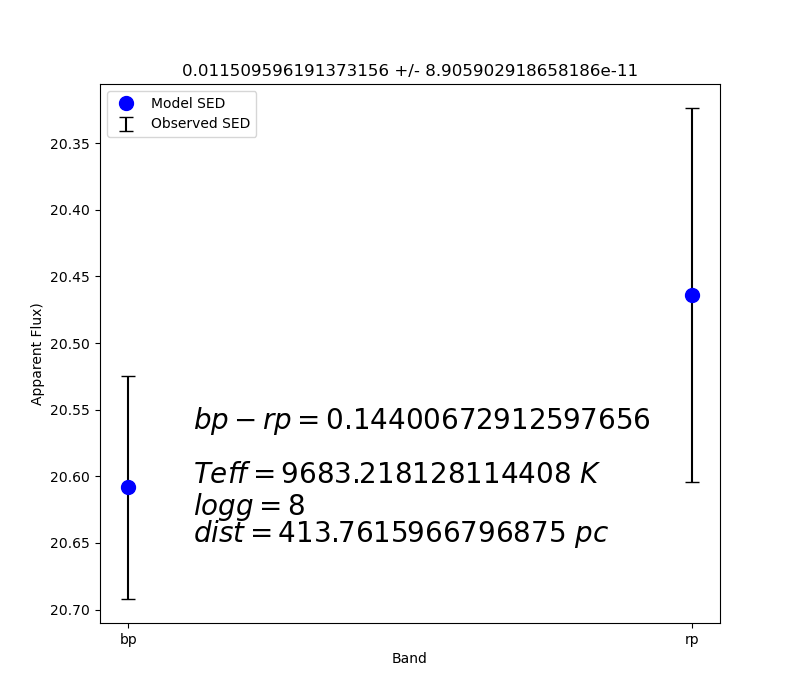 0.011509596191373156 +/- 8.905902918658186e-11
Model SED
Observed SED
20.35
20.40
20.45
20.50
20.55
20.60
20.65
20.70
Apparent Flux)
bp − rp = 0.14400672912597656
Teff = 9683.218128114408 K
logg = 8
dist = 413.7615966796875 pc
bp
rp
Band